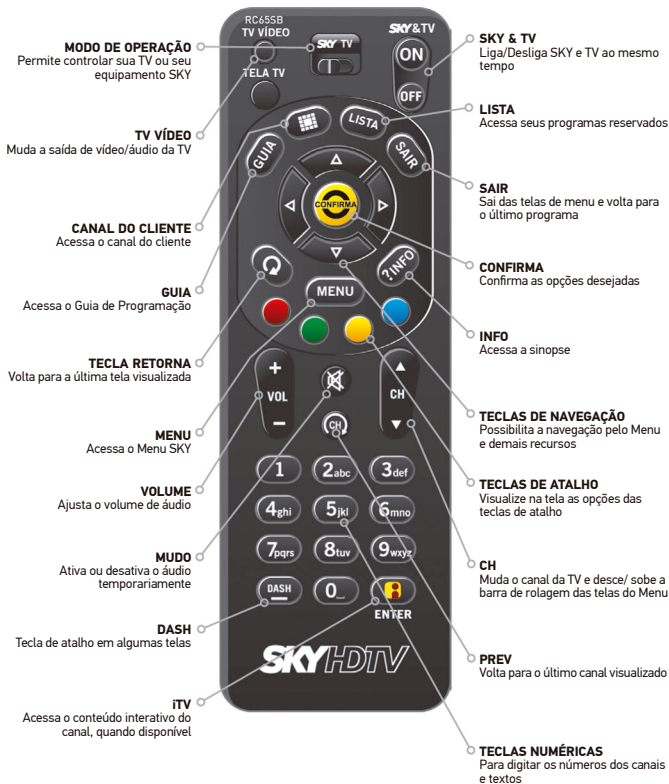 MODO DE OPERAÇÃO
Permite controlar sua TV ou seu
equipamento SKY
TV VÍDEO
Muda a saída de vídeo/áudio da TV
CANAL DO CLIENTE
Acessa o canal do cliente
GUIA
Acessa o Guia de Programação
TECLA RETORNA
Volta para a última tela visualizada
MENU
Acessa o Menu SKY
VOLUME
Ajusta o volume de áudio
MUDO
Ativa ou desativa o áudio
temporariamente
DASH
Tecla de atalho em algumas telas
iTV
Acessa o conteúdo interativo do
canal, quando disponível
RC65SB
TV VÍDEO
SKY TV
SKY&TV
ON
TELA TV
OFF
LISTA
GUIA
SAIR
CONFIRMA
?INFO
MENU
+
VOL
–
CH
CH
1
2abc
3def
4ghi
5jkl
6mno
7pqrs
8tuv
9wxyz
DASH
0_
ENTER
SKY HDTV
SKY & TV
Liga/Desliga SKY e TV ao mesmo
tempo
LISTA
Acessa seus programas reservados
SAIR
Sai das telas de menu e volta para
o último programa
CONFIRMA
Confirma as opções desejadas
INFO
Acessa a sinopse
TECLAS DE NAVEGAÇÃO
Possibilita a navegação pelo Menu
e demais recursos
TECLAS DE ATALHO
Visualize na tela as opções das
teclas de atalho
CH
Muda o canal da TV e desce/ sobe a
barra de rolagem das telas do Menu
PREV
Volta para o último canal visualizado
TECLAS NUMÉRICAS
Para digitar os números dos canais
e textos